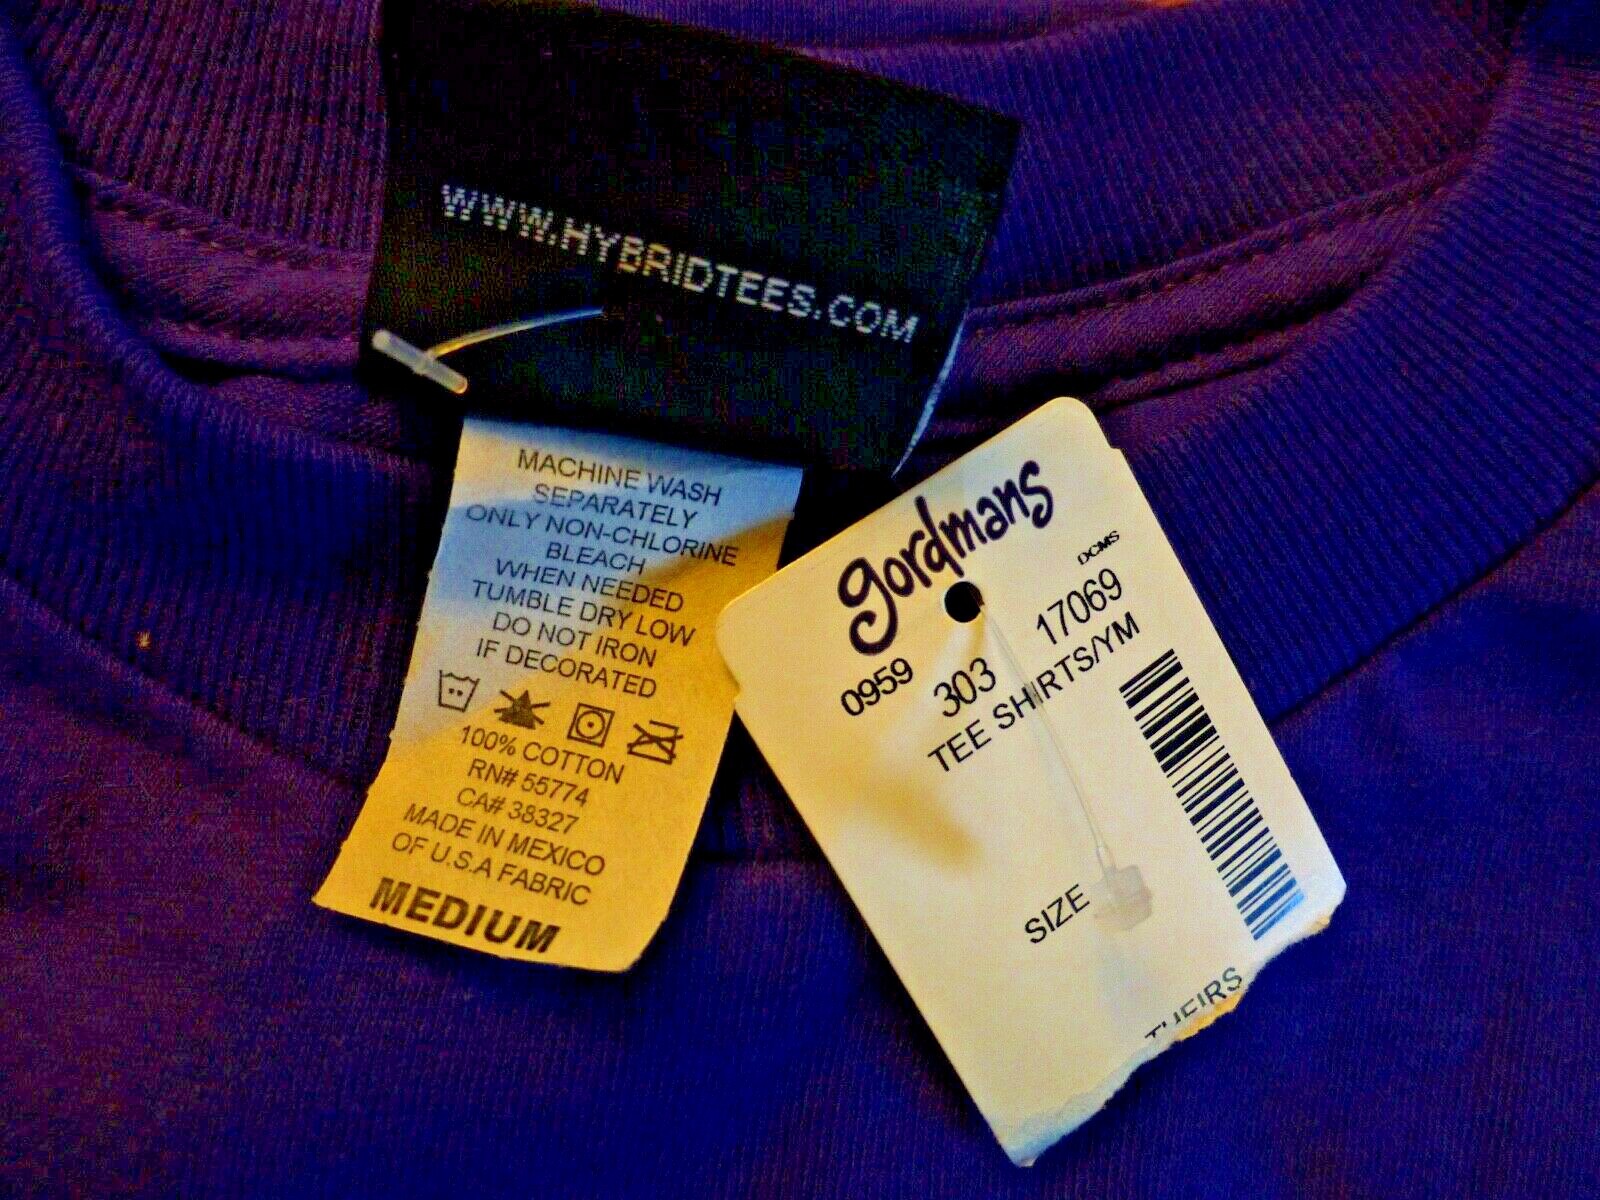 WWW.HYBRIDTEES.COM
MACHINE WASH
SEPARATELY
ONLY NON-CHLORINE
BLEACH
WHEN NEEDED
TUMBLE DRY LOW
DO NOT IRON
IF DECORATED
100% COTTON
RN# 55774
CA# 38327
MADE IN MEXICO
OF U.S.A FABRIC
MEDIUM
gordmans
DCMS
0959 303 17069
TEE SHIRTS/YM
SIZE
THEIRS